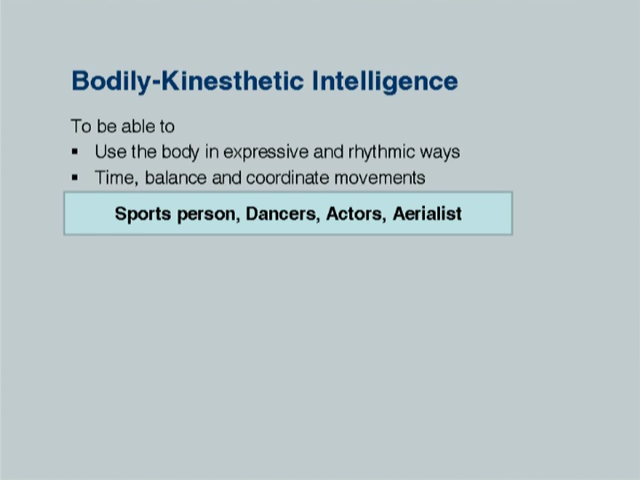 Bodily-Kinesthetic Intelligence
To be able to
▪ Use the body in expressive and rhythmic ways
▪ Time, balance and coordinate movements
Sports person, Dancers, Actors, Aerialist